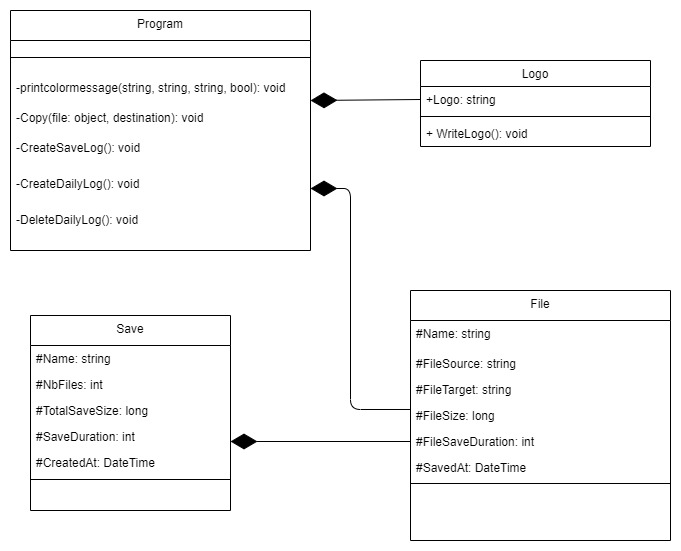 Program
-printcolormessage(string, string, string, bool): void
-Copy(file: object, destination): void
-CreateSaveLog(): void
-CreateDailyLog(): void
-DeleteDailyLog(): void
Logo
+Logo: string
+ WriteLogo(): void
Save
#Name: string
#NbFiles: int
#TotalSaveSize: long
#SaveDuration: int
#CreatedAt: DateTime
File
#Name: string
#FileSource: string
#FileTarget: string
#FileSize: long
#FileSaveDuration: int
#SavedAt: DateTime